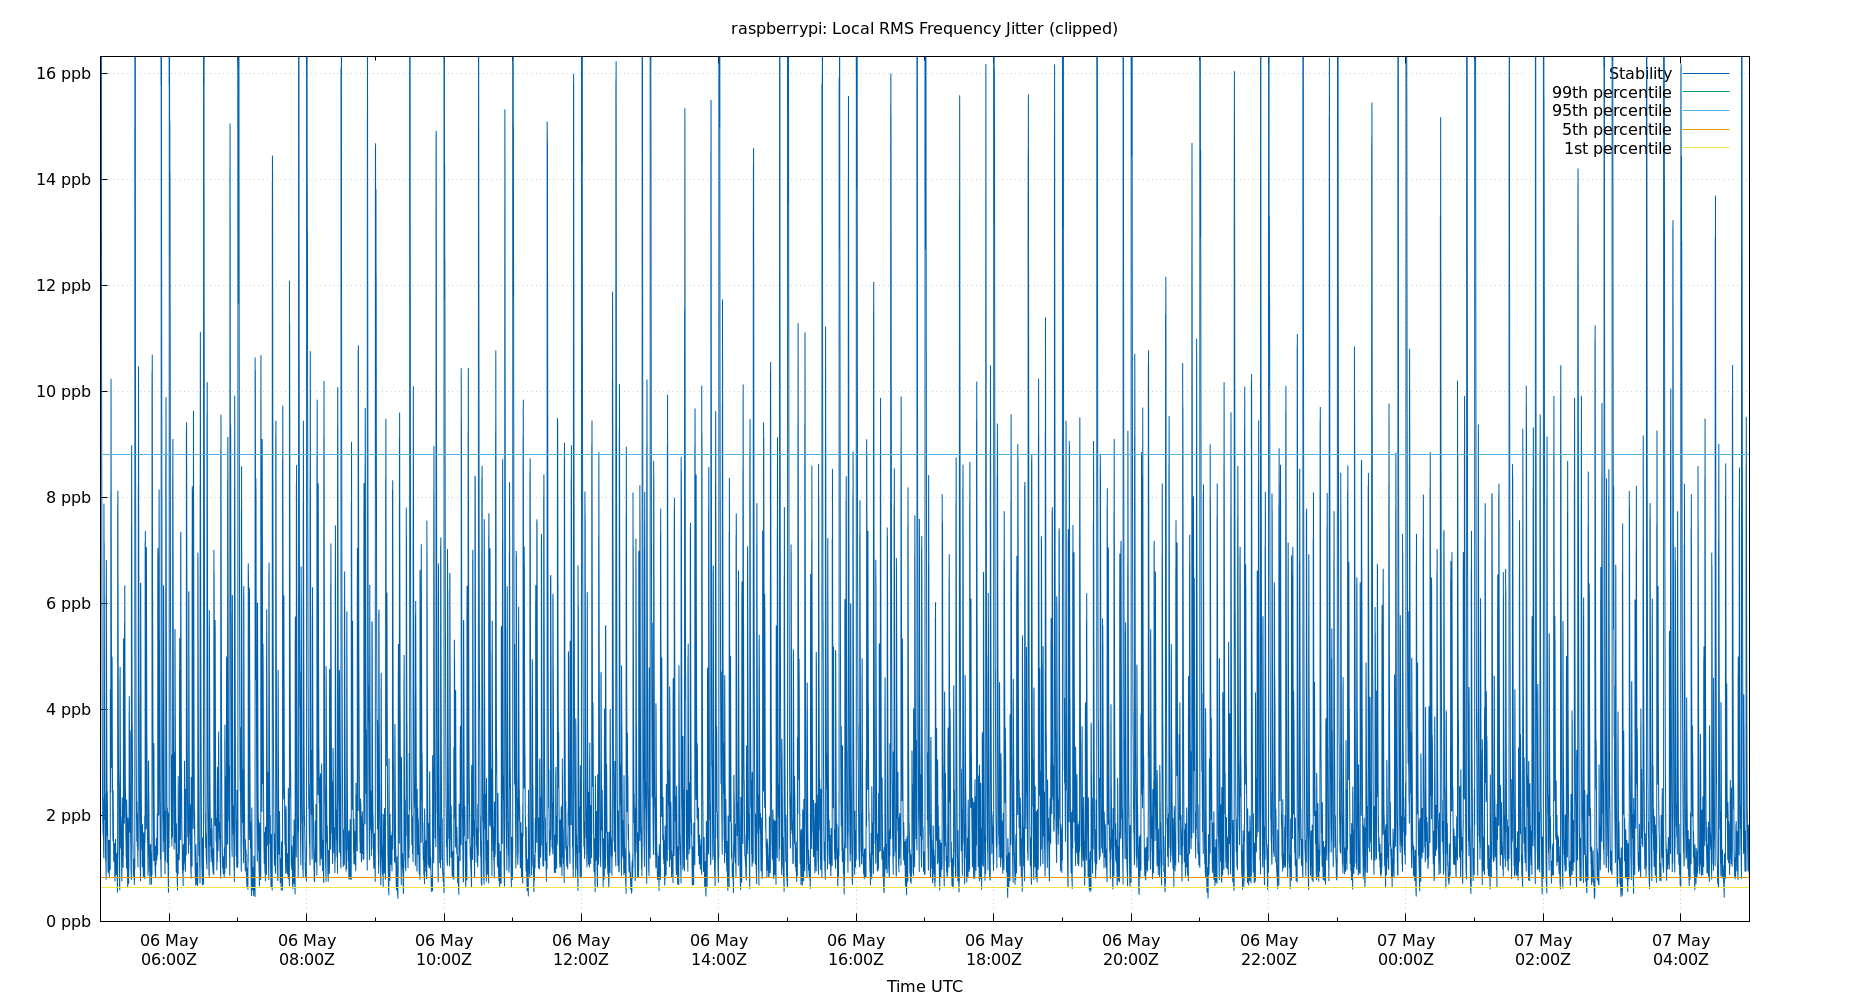 raspberrypi: Local RMS Frequency Jitter (clipped)
16 ppb
14 ppb
12 ppb
10 ppb
8 ppb
6 ppb
4 ppb
2 ppb
0 ppb
Stability
99th percentile
95th percentile
5th percentile
1st percentile
06 May 06 May 06 May 06 May 06 May 06 May 06 May 06 May 06 May 07 May 07 May 07 May
06:00Z 08:00Z 10:00Z 12:00Z 14:00Z 16:00Z 18:00Z 20:00Z 22:00Z 00:00Z 02:00Z 04:00Z
Time UTC